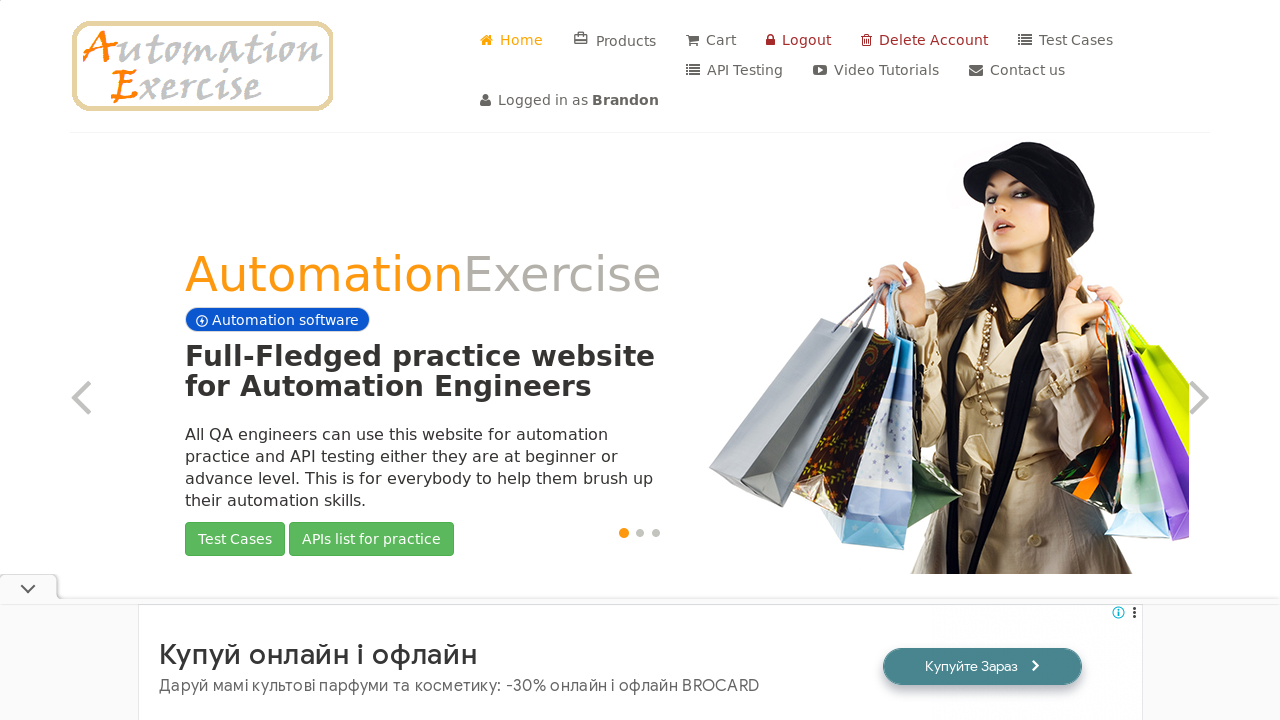 Automation
Exercise
Home
Products
Cart
Logout
Delete Account
Test Cases
API Testing
Video Tutorials
Contact us
Logged in as Brandon
AutomationExercise
Automation software
Full-Fledged practice website
for Automation Engineers
All QA engineers can use this website for automation
practice and API testing either they are at beginner or
advance level. This is for everybody to help them brush up
their automation skills.
Test Cases
APIs list for practice
Купуй онлайн і офлайн
Даруй мамі культові парфуми та косметику: -30% онлайн і офлайн BROCARD
Купуйте Зараз